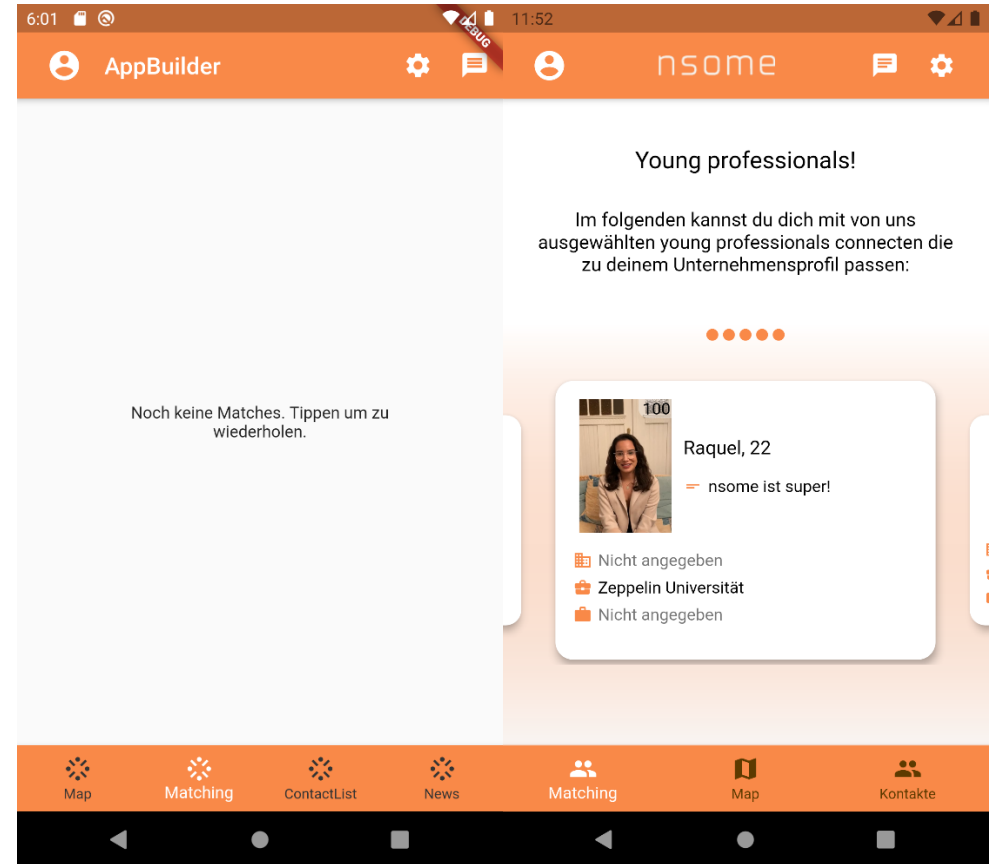 6:01
DEBUG
AppBuilder
Noch keine Matches. Tippen um zu
wiederholen.
Map
Matching
ContactList
News
11:52
nsome
Young professionals!
Im folgenden kannst du dich mit von uns
ausgewählten young professionals connecten die
zu deinem Unternehmensprofil passen:
100
Raquel, 22
nsome ist super!
Nicht angegeben
Zeppelin Universität
Nicht angegeben
Matching
Map
Kontakte